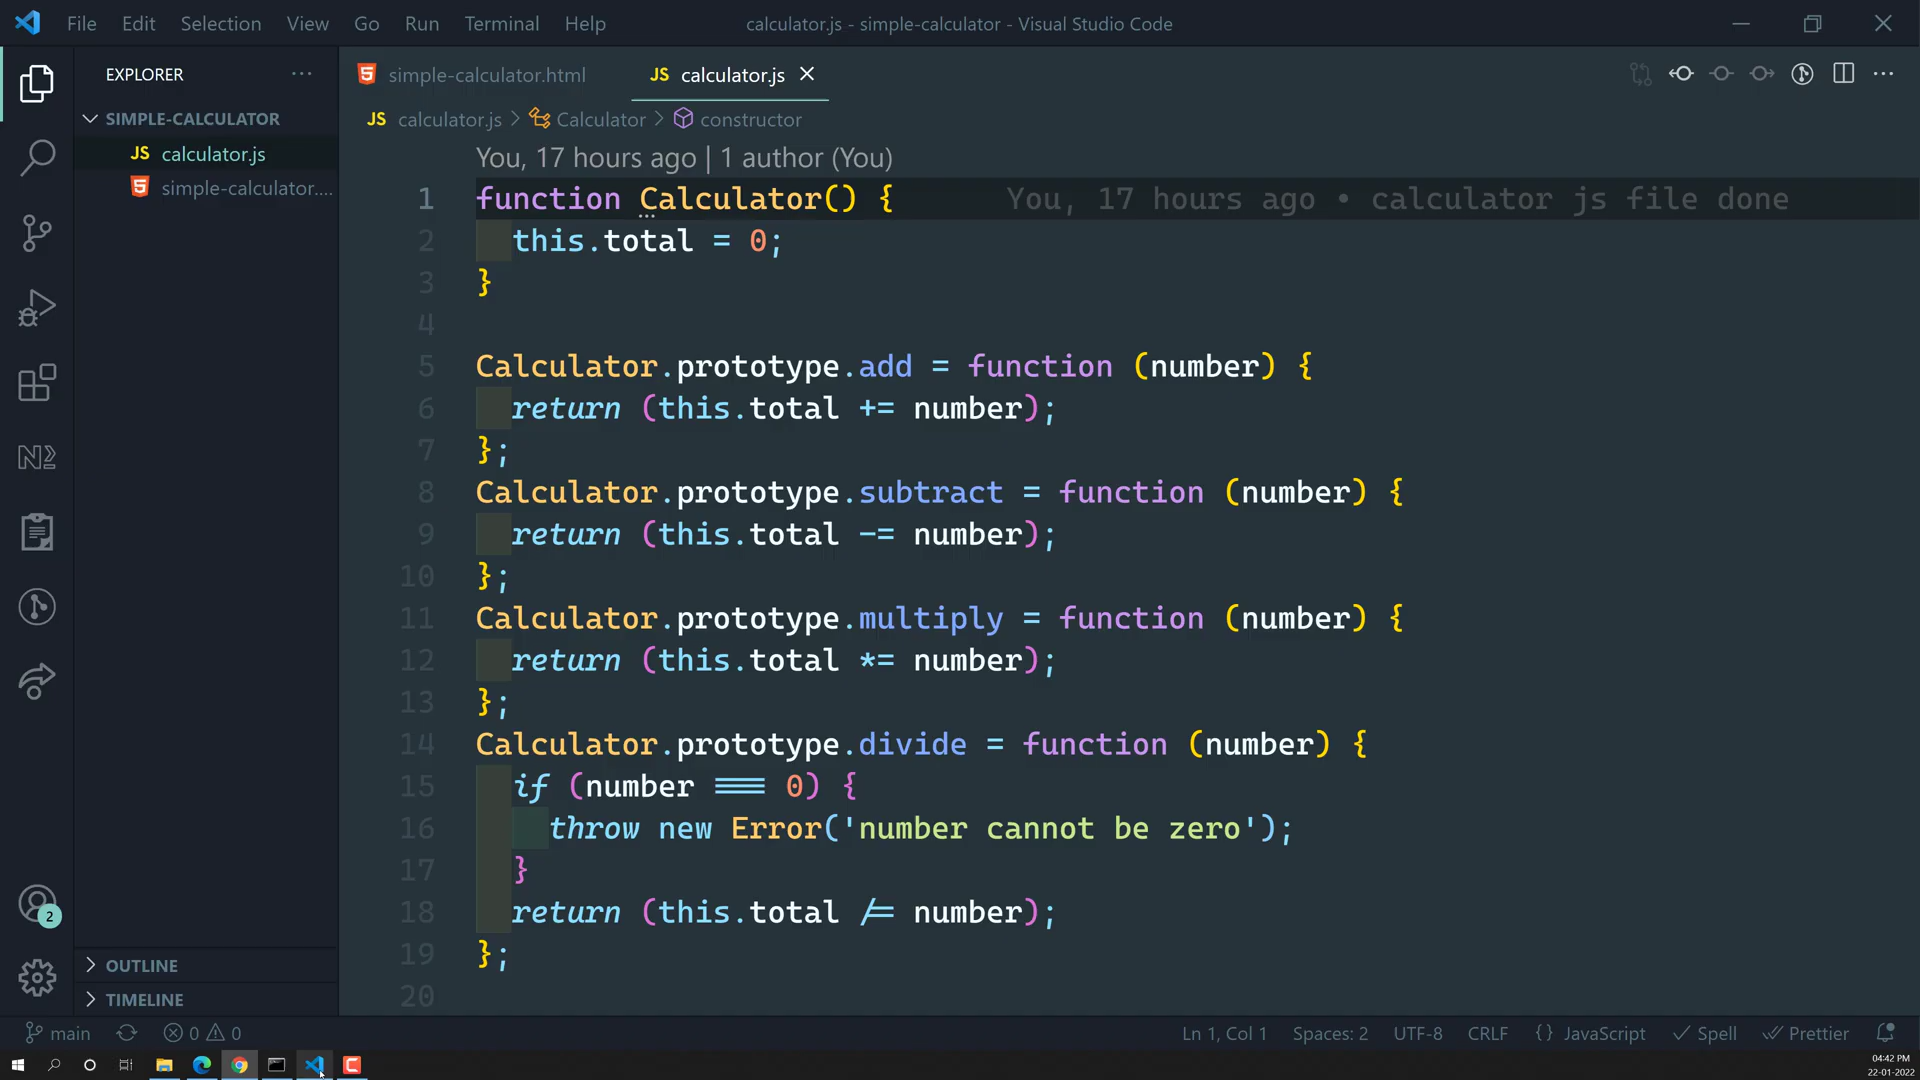 File Edit Selection View Go Run Terminal Help
calculator.js - simple-calculator - Visual Studio Code
EXPLORER
SIMPLE-CALCULATOR
JS calculator.js
simple-calculator....
OUTLINE
TIMELINE
simple-calculator.html
JS calculator.js
JS calculator.js > Calculator > constructor
You, 17 hours ago | 1 author (You)
1 function Calculator() { You, 17 hours ago • calculator js file done
2 this.total = 0;
3 }
4
5 Calculator.prototype.add = function (number) {
6 return (this.total += number);
7 };
8 Calculator.prototype.subtract = function (number) {
9 return (this.total -= number);
10 };
11 Calculator.prototype.multiply = function (number) {
12 return (this.total *= number);
13 };
14 Calculator.prototype.divide = function (number) {
15 if (number === 0) {
16 throw new Error('number cannot be zero');
17 }
18 return (this.total /= number);
19 };
20
2
main 0 0 Ln 1, Col 1 Spaces: 2 UTF-8 CRLF {} JavaScript Spell Prettier
04:42 PM
22-01-2022